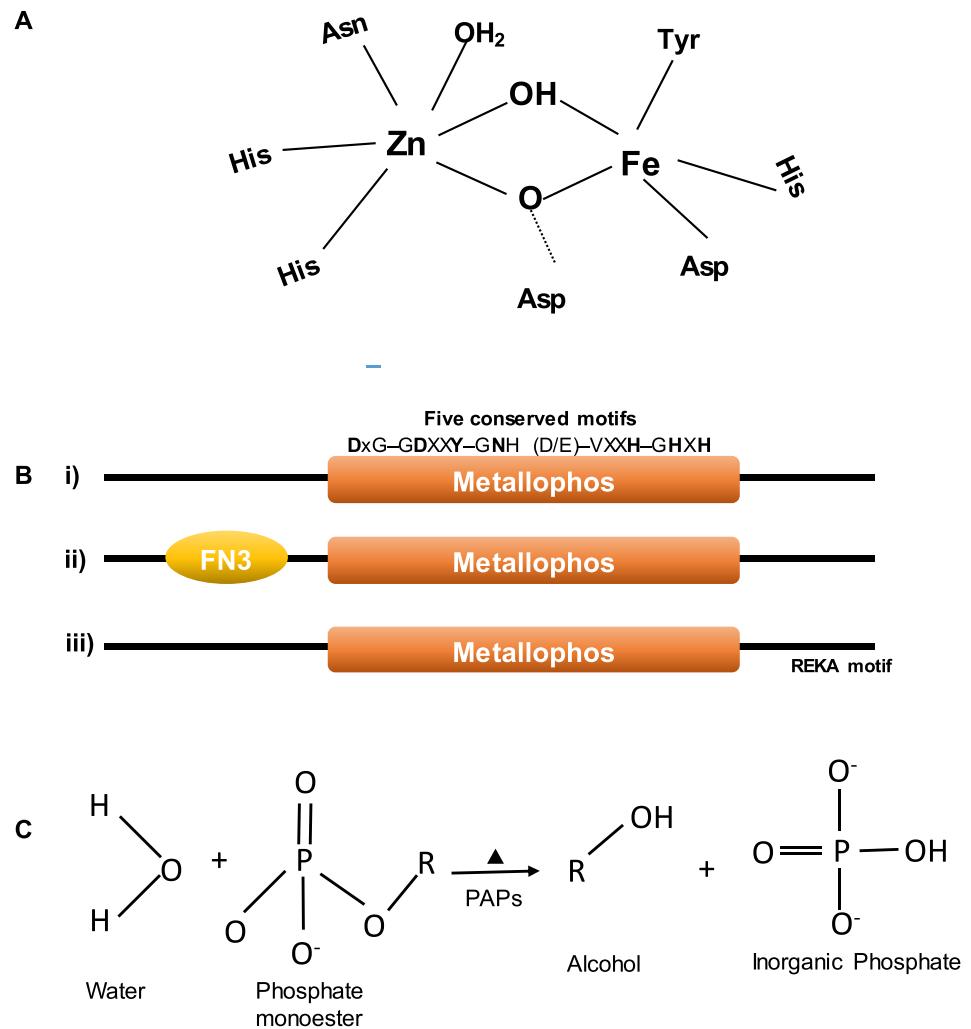 A
Asn
OH₂
Tyr
OH
His
Zn
Fe
His
O
His
Asp
Asp
Five conserved motifs
DxG–GDXXY–GNH (D/E)–VXXH–GHXH
B
i)
Metallophos
ii)
FN3
Metallophos
iii)
Metallophos
REKA motif
C
H
O
H
+
O
P
O
O⁻
O
R
▲
PAPs
R
OH
+
O⁻
O
P
OH
O⁻
Water
Phosphate
monoester
Alcohol
Inorganic Phosphate